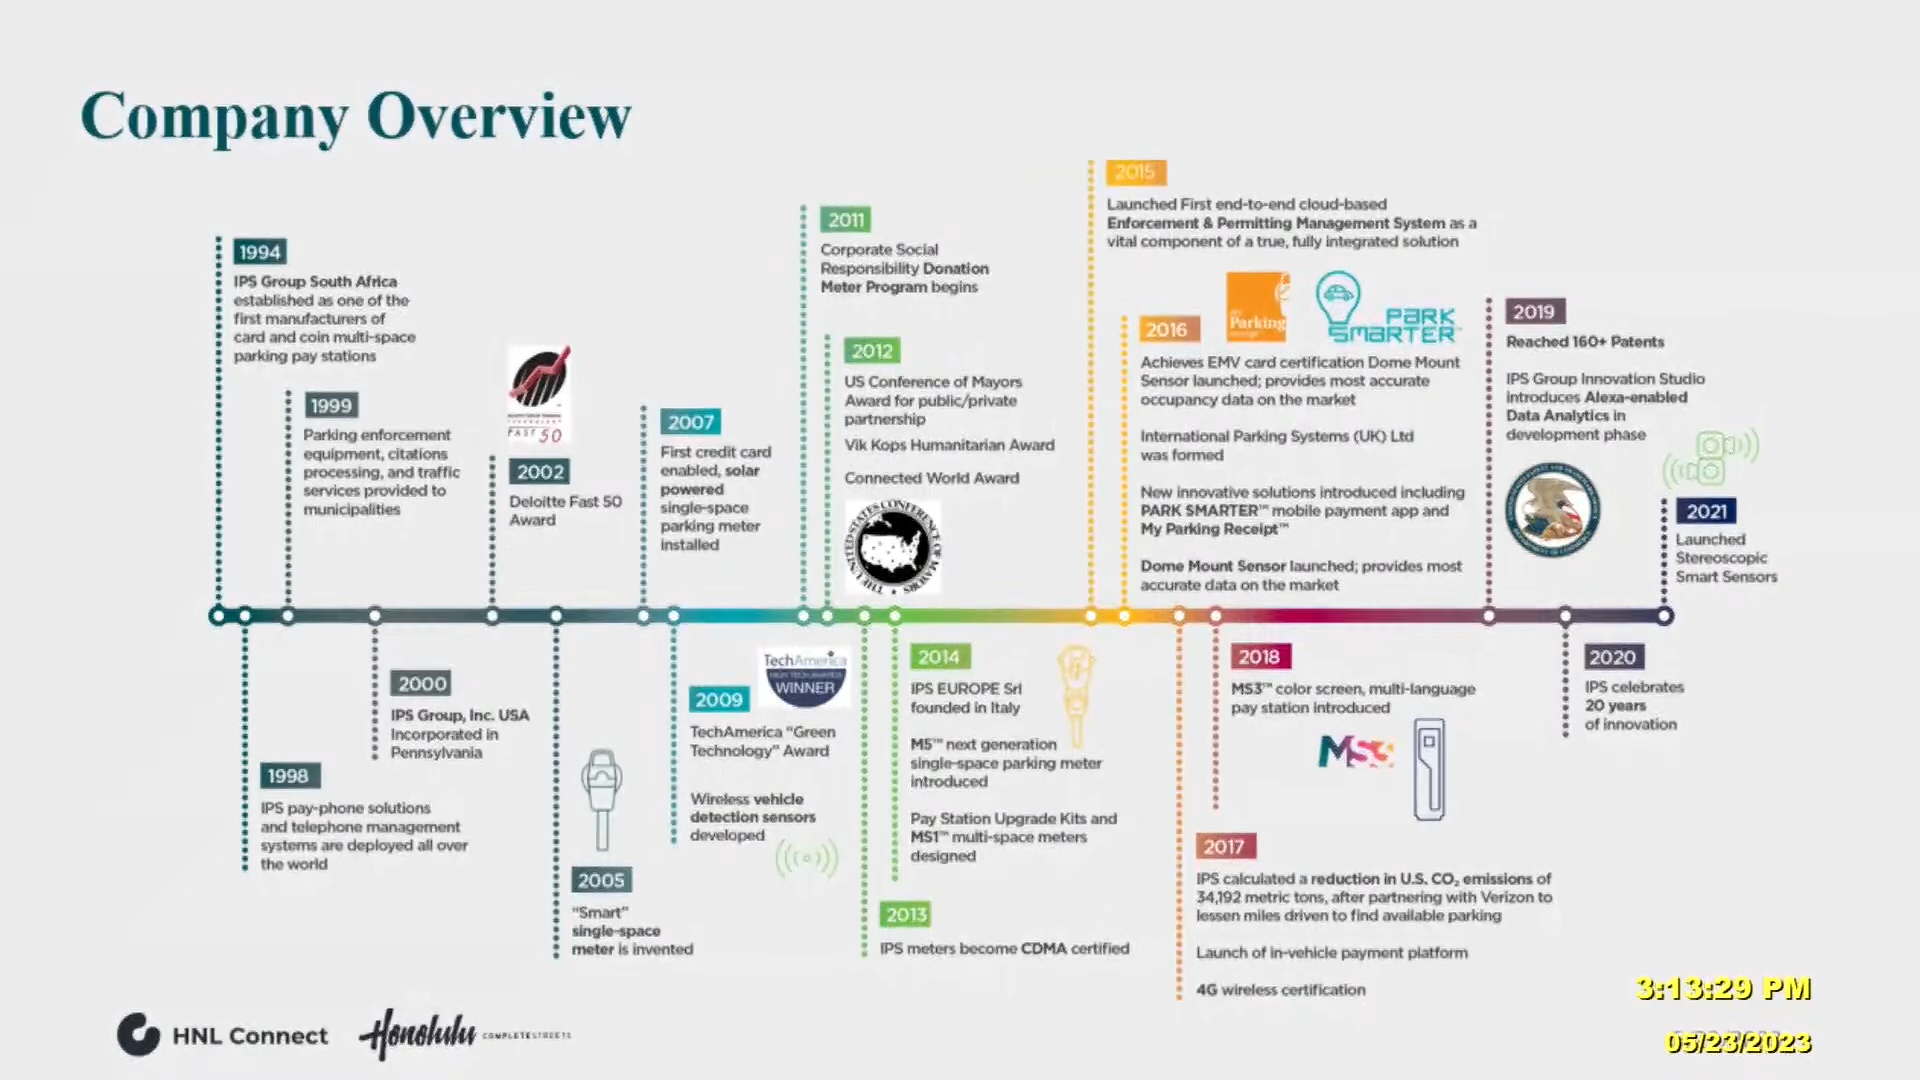 Company Overview
1994
IPS Group South Africa
established as one of the
first manufacturers of
card and coin multi-space
parking pay stations
1999
Parking enforcement
equipment, citations
processing, and traffic
services provided to
municipalities
FAST 50
2002
Deloitte Fast 50
Award
2007
First credit card
enabled, solar
powered
single-space
parking meter
installed
2011
Corporate Social
Responsibility Donation
Meter Program begins
2012
US Conference of Mayors
Award for public/private
partnership
Vik Kops Humanitarian Award
Connected World Award
THE UNITED STATES CONFERENCE OF MAYORS
2015
Launched First end-to-end cloud-based
Enforcement & Permitting Management System as a
vital component of a true, fully integrated solution
Parking
PARK
SMARTER
2016
Achieves EMV card certification Dome Mount
Sensor launched; provides most accurate
occupancy data on the market
International Parking Systems (UK) Ltd
was formed
New innovative solutions introduced including
PARK SMARTER™ mobile payment app and
My Parking Receipt™
Dome Mount Sensor launched; provides most
accurate data on the market
2019
Reached 160+ Patents
IPS Group Innovation Studio
introduces Alexa-enabled
Data Analytics in
development phase
2021
Launched
Stereoscopic
Smart Sensors
1998
IPS pay-phone solutions
and telephone management
systems are deployed all over
the world
2000
IPS Group, Inc. USA
Incorporated in
Pennsylvania
2005
"Smart"
single-space
meter is invented
TechAmerica
WINNER
2009
TechAmerica "Green
Technology" Award
Wireless vehicle
detection sensors
developed
2014
IPS EUROPE Srl
founded in Italy
M5™ next generation
single-space parking meter
introduced
Pay Station Upgrade Kits and
MS1™ multi-space meters
designed
2013
IPS meters become CDMA certified
2018
MS3™ color screen, multi-language
pay station introduced
MS3
2017
IPS calculated a reduction in U.S. CO₂ emissions of
34,192 metric tons, after partnering with Verizon to
lessen miles driven to find available parking
Launch of in-vehicle payment platform
4G wireless certification
2020
IPS celebrates
20 years
of innovation
HNL Connect
Honolulu COMPLETE STREETS
3:13:29 PM
05/23/2023